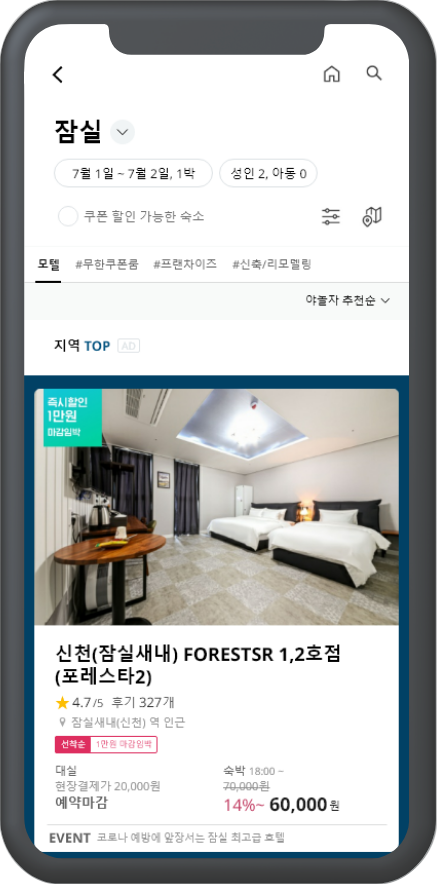 잠실
7월 1일 ~ 7월 2일, 1박 성인 2, 아동 0
쿠폰 할인 가능한 숙소
모텔 #무한쿠폰룸 #프랜차이즈 #신축/리모델링
야놀자 추천순
지역 TOP AD
즉시할인
1만원
마감임박
신천(잠실새내) FORESTSR 1,2호점
(포레스타2)
4.7/5 후기 327개
잠실새내(신천) 역 인근
선착순 1만원 마감임박
대실 숙박 18:00 ~
현장결제가 20,000원 70,000원
예약마감 14%~ 60,000원
EVENT 코로나 예방에 앞장서는 잠실 최고급 호텔